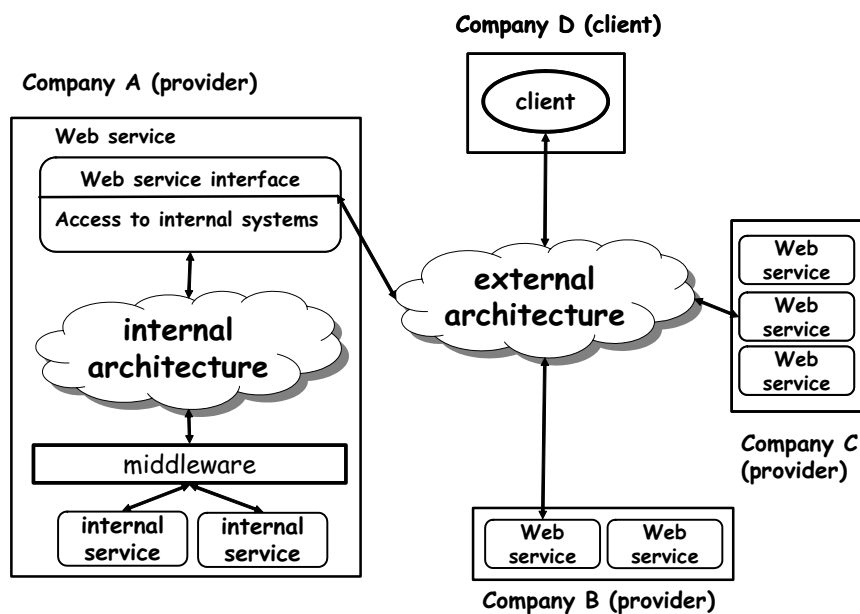 Company D (client)
client
Company A (provider)
Web service
Web service interface
Access to internal systems
internal
architecture
middleware
internal
service
internal
service
external
architecture
Web
service
Web
service
Web
service
Company C
(provider)
Web
service
Web
service
Company B (provider)